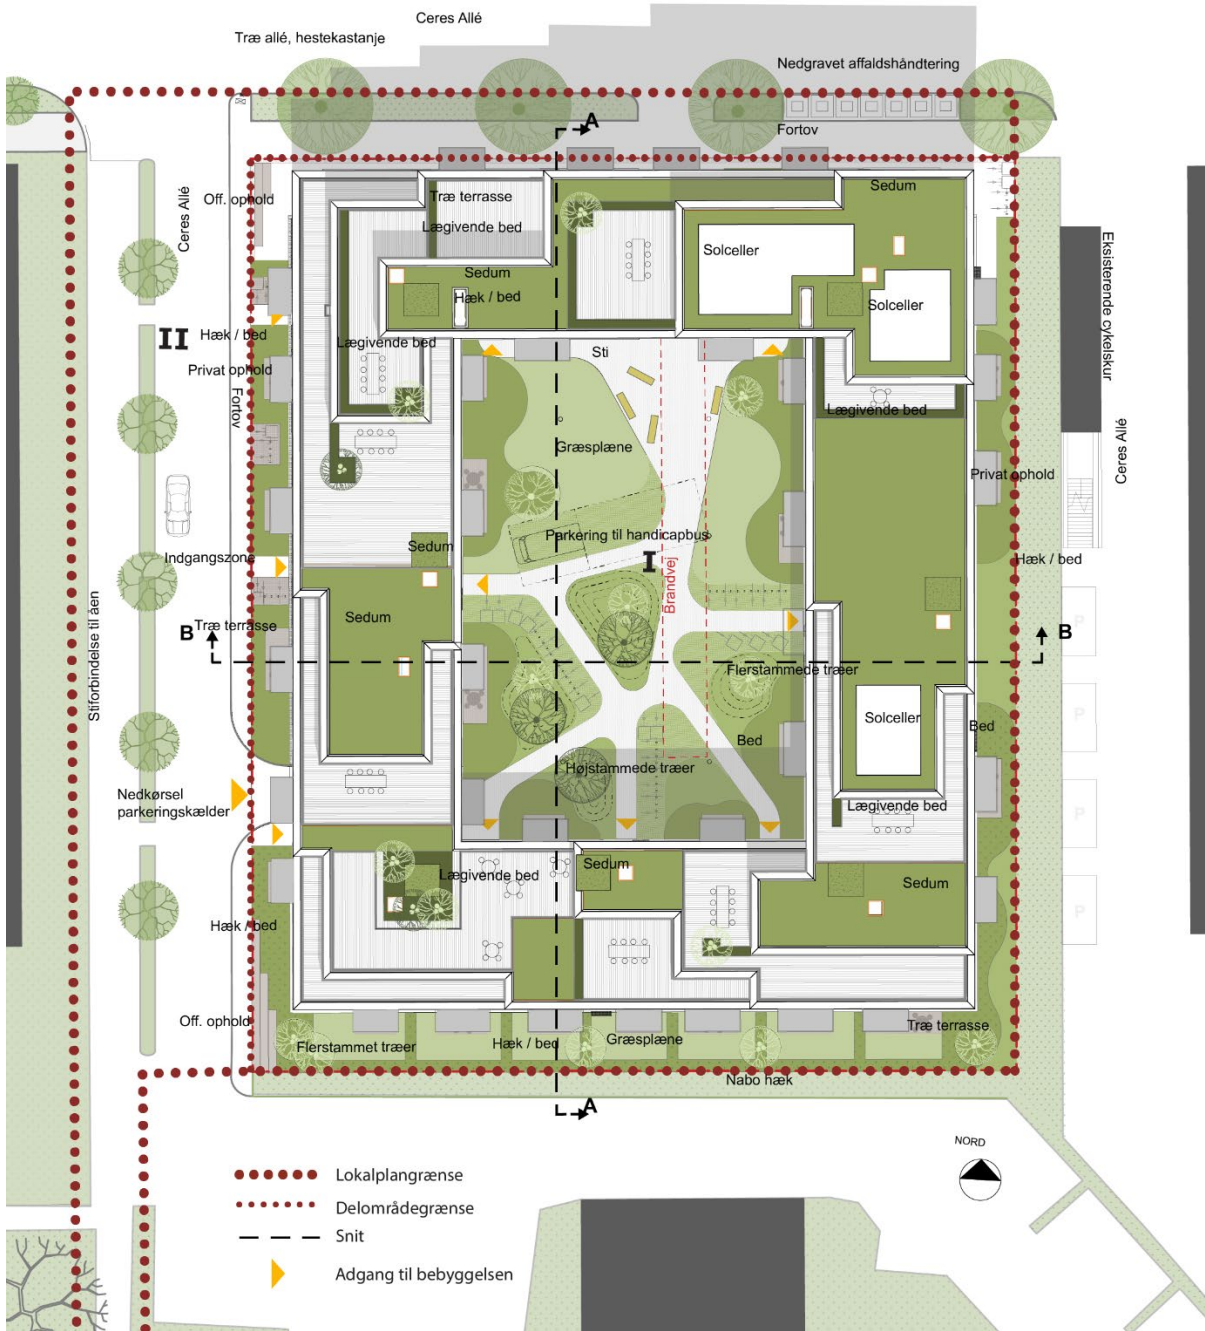 Ceres Allé
Træ allé, hestekastanje
Nedgravet affaldshåndtering
A
Fortov
Off. ophold
Træ terrasse
Sedum
Ceres Allé
Lægivende bed
Solceller
Eksisterende cykelskur
Sedum
Hæk / bed
Solceller
II
Hæk / bed
Lægivende bed
Sti
Privat ophold
Fortov
Lægivende bed
Græsplæne
Ceres Allé
Privat ophold
Parkering til handicapbus
Sedum
I
Indgangszone
Brandvej
Hæk / bed
Sedum
P
Træ terrasse
B
B
Stiforbindelse til åen
Flerstammede træer
Solceller
Bed
Bed
P
Højstammede træer
Nedkørsel
parkeringskælder
Lægivende bed
P
Sedum
Lægivende bed
Sedum
P
Hæk / bed
Off. ophold
Træ terrasse
Flerstammet træer
Hæk / bed
Græsplæne
Nabo hæk
A
NORD
Lokalplangrænse
Delområdegrænse
Snit
Adgang til bebyggelsen